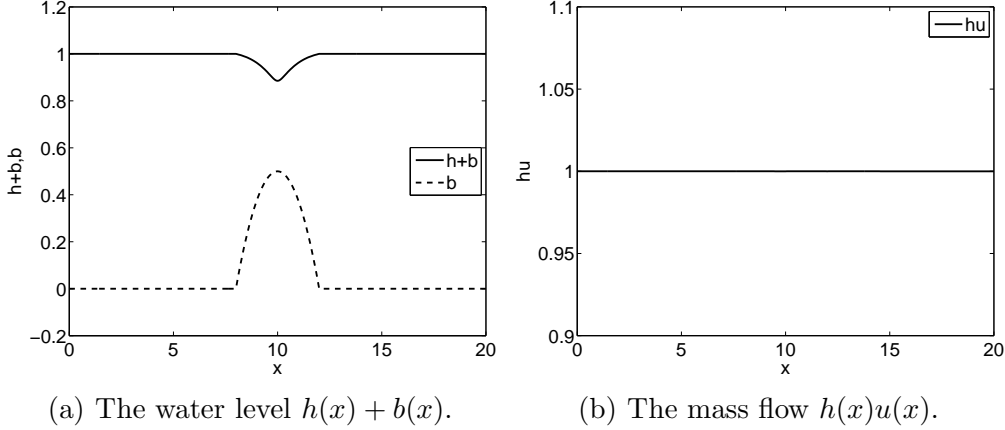 1.2
1
0.8
0.6
0.4
0.2
0
−0.2
h+b,b
h+b
b
0 5 10 15 20
x
1.1
1.05
1
0.95
0.9
hu
hu
0 5 10 15 20
x
(a) The water level h(x) + b(x).
(b) The mass flow h(x)u(x).